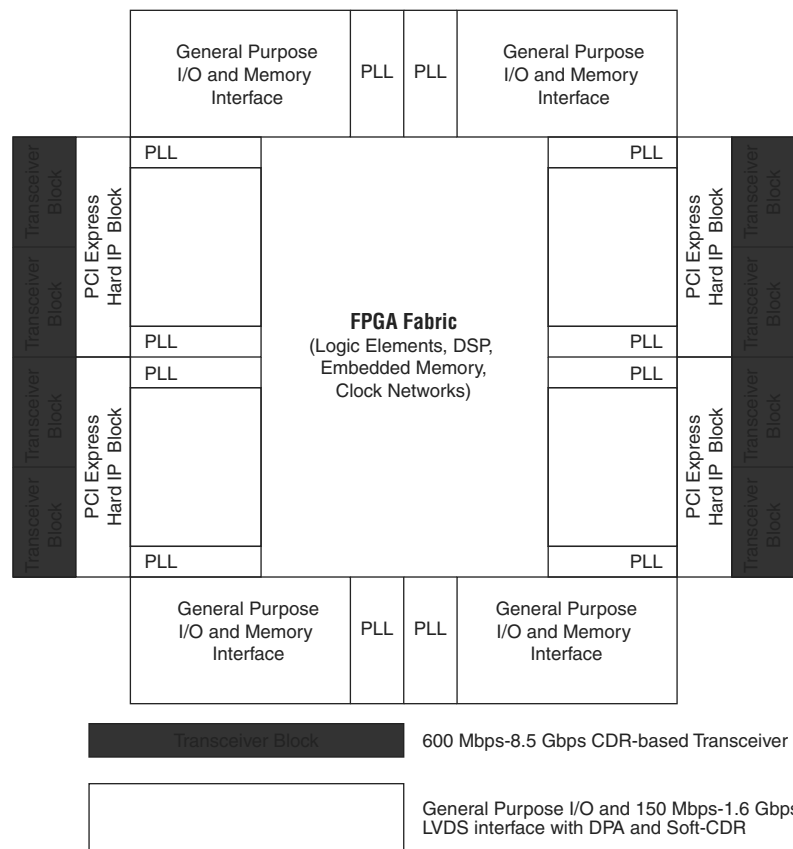 General Purpose
I/O and Memory
Interface
PLL
PLL
General Purpose
I/O and Memory
Interface
Transceiver
Block
Transceiver
Block
Transceiver
Block
Transceiver
Block
PCI Express
Hard IP Block
PCI Express
Hard IP Block
PLL
PLL
PLL
PLL
FPGA Fabric
(Logic Elements, DSP,
Embedded Memory,
Clock Networks)
PLL
PLL
PLL
PLL
PCI Express
Hard IP Block
PCI Express
Hard IP Block
Transceiver
Block
Transceiver
Block
Transceiver
Block
Transceiver
Block
General Purpose
I/O and Memory
Interface
PLL
PLL
General Purpose
I/O and Memory
Interface
Transceiver Block
600 Mbps-8.5 Gbps CDR-based Transceiver
General Purpose I/O and 150 Mbps-1.6 Gbps
LVDS interface with DPA and Soft-CDR